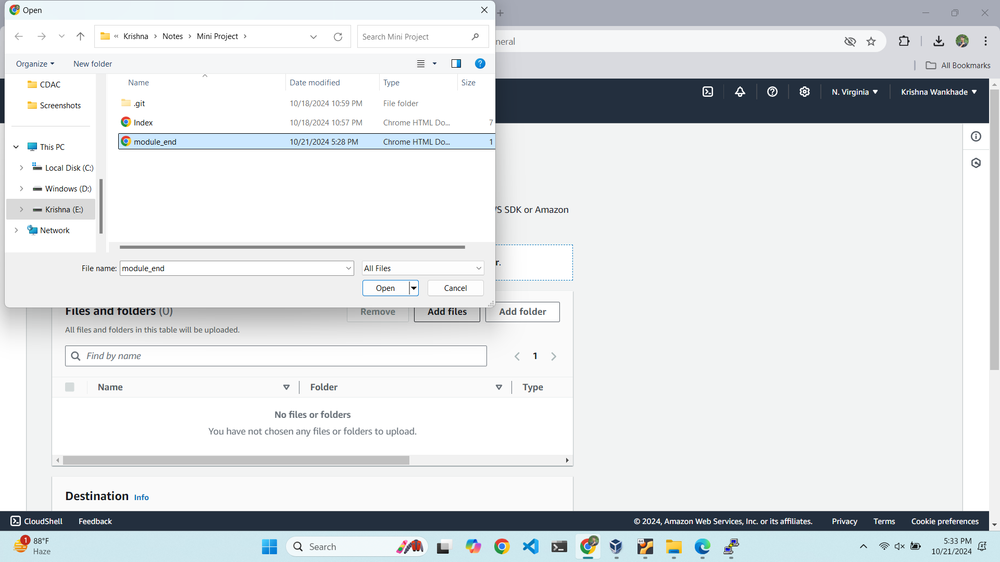 Open
« Krishna > Notes > Mini Project >
Search Mini Project
neral
Organize
New folder
All Bookmarks
CDAC
Screenshots
This PC
Local Disk (C:)
Windows (D:)
Krishna (E:)
Network
Name Date modified Type Size
.git 10/18/2024 10:59 PM File folder
Index 10/18/2024 10:57 PM Chrome HTML Do... 7
module_end 10/21/2024 5:28 PM Chrome HTML Do... 1
N. Virginia
Krishna Wankhade
/S SDK or Amazon
r.
File name: module_end
All Files
Open
Cancel
Files and folders (0)
Remove
Add files
Add folder
All files and folders in this table will be uploaded.
Find by name
1
Name Folder Type
No files or folders
You have not chosen any files or folders to upload.
Destination Info
CloudShell Feedback
© 2024, Amazon Web Services, Inc. or its affiliates. Privacy Terms Cookie preferences
1
88°F
Haze
Search
64
5:33 PM
10/21/2024